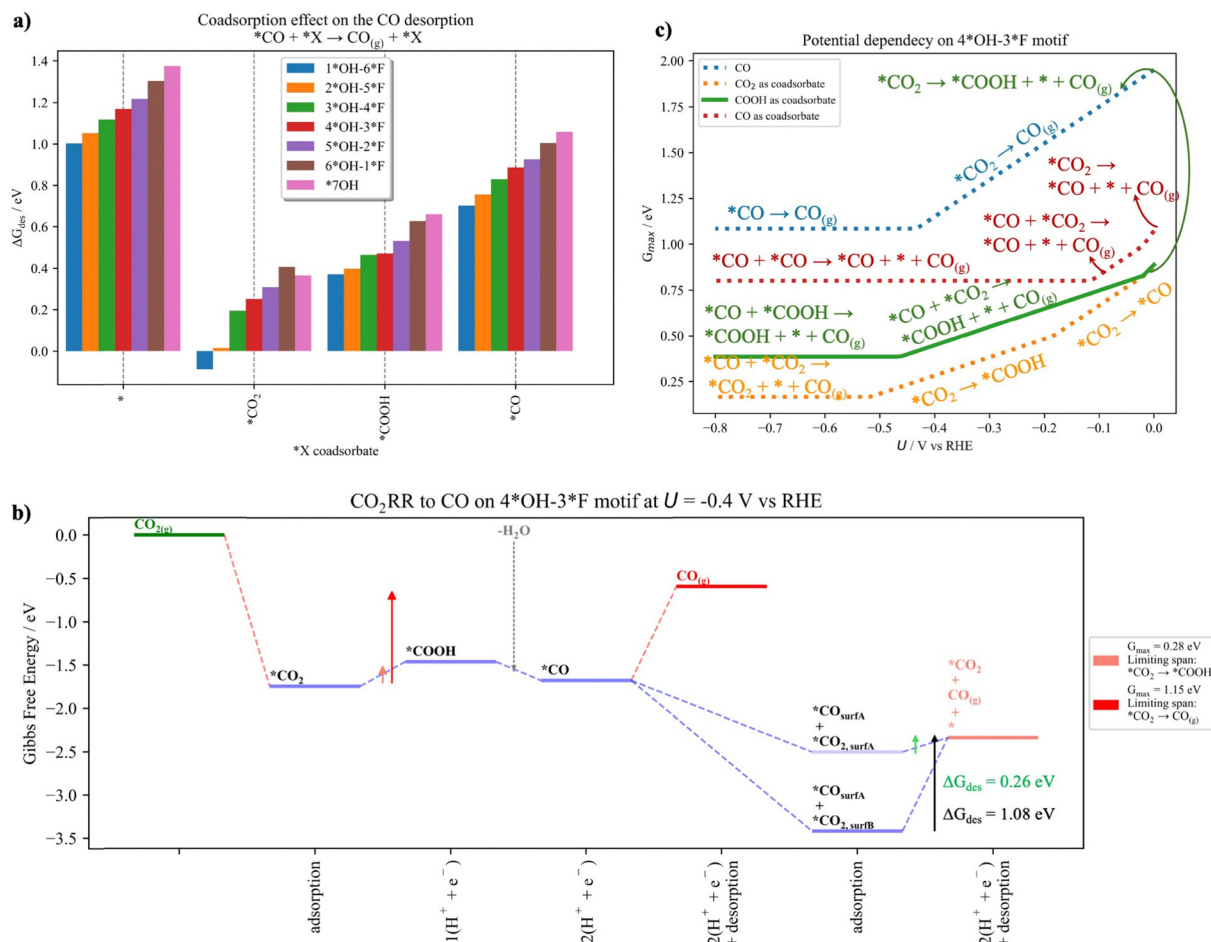 a)
Coadsorption effect on the CO desorption
*CO + *X → CO(g) + *X
1*OH-6*F
2*OH-5*F
3*OH-4*F
4*OH-3*F
5*OH-2*F
6*OH-1*F
*7OH
ΔGdes / eV
1.4
1.2
1.0
0.8
0.6
0.4
0.2
0.0
*
*CO2
*COOH
*CO
*X coadsorbate
c)
Potential dependecy on 4*OH-3*F motif
CO
CO2 as coadsorbate
COOH as coadsorbate
CO as coadsorbate
Gmax / eV
2.00
1.75
1.50
1.25
1.00
0.75
0.50
0.25
*CO2 → *COOH + * + CO(g)
*CO2 → CO(g)
*CO → CO(g)
*CO2 →
*CO + * + CO(g)
*CO + *CO2 →
*CO + * + CO(g)
*CO + *CO → *CO + * + CO(g)
*CO + *COOH →
*COOH + * + CO(g)
*CO + *CO2 →
*COOH + * + CO(g)
*CO + *CO2 →
*CO2 + * + CO(g)
*CO2 → *COOH
*CO2 → *CO
−0.8
−0.7
−0.6
−0.5
−0.4
−0.3
−0.2
−0.1
0.0
U / V vs RHE
b)
CO2RR to CO on 4*OH-3*F motif at U = -0.4 V vs RHE
Gibbs Free Energy / eV
0.0
−0.5
−1.0
−1.5
−2.0
−2.5
−3.0
−3.5
CO2(g)
*CO2
*COOH
-H2O
*CO
CO(g)
*COsurfA
+
*CO2, surfA
*COsurfA
+
*CO2, surfB
*CO2
+
CO(g)
+
*
ΔGdes = 0.26 eV
ΔGdes = 1.08 eV
Gmax = 0.28 eV
Limiting span:
*CO2 → *COOH
Gmax = 1.15 eV
Limiting span:
*CO2 → CO(g)
adsorption
1(H+ + e−)
2(H+ + e−)
2(H+ + e−)
+ desorption
adsorption
2(H+ + e−)
+ desorption